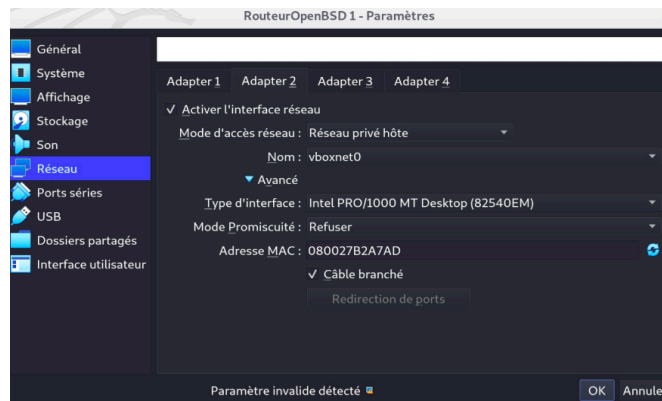 RouteurOpenBSD 1 - Paramètres
Général
Système
Affichage
Stockage
Son
Réseau
Ports séries
USB
Dossiers partagés
Interface utilisateur
Adapter 1 Adapter 2 Adapter 3 Adapter 4
✓ Activer l'interface réseau
Mode d'accès réseau : Réseau privé hôte
Nom : vboxnet0
Avancé
Type d'interface : Intel PRO/1000 MT Desktop (82540EM)
Mode Promiscuité : Refuser
Adresse MAC : 080027B2A7AD
✓ Câble branché
Redirection de ports
Paramètre invalide détecté
OK Annule